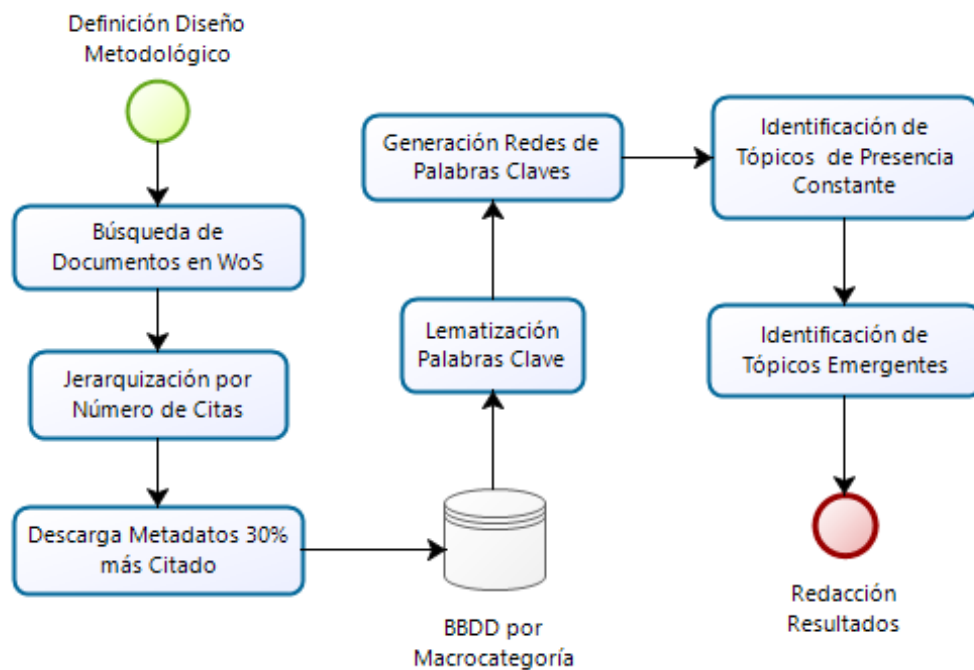 Definición Diseño
Metodológico
Búsqueda de
Documentos en WoS
Jerarquización por
Número de Citas
Descarga Metadatos 30%
más Citado
BBDD por
Macrocategoría
Lematización
Palabras Clave
Generación Redes de
Palabras Claves
Identificación de
Tópicos de Presencia
Constante
Identificación de
Tópicos Emergentes
Redacción
Resultados